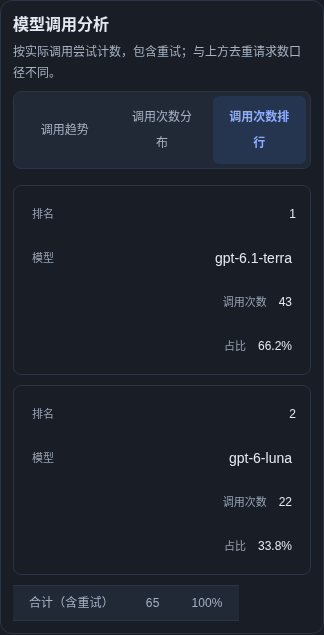 模型调用分析
按实际调用尝试计数，包含重试；与上方去重请求数口
径不同。
调用趋势
调用次数分
布
调用次数排
行
排名 1
模型 gpt-6.1-terra
调用次数 43
占比 66.2%
排名 2
模型 gpt-6-luna
调用次数 22
占比 33.8%
合计（含重试） 65 100%